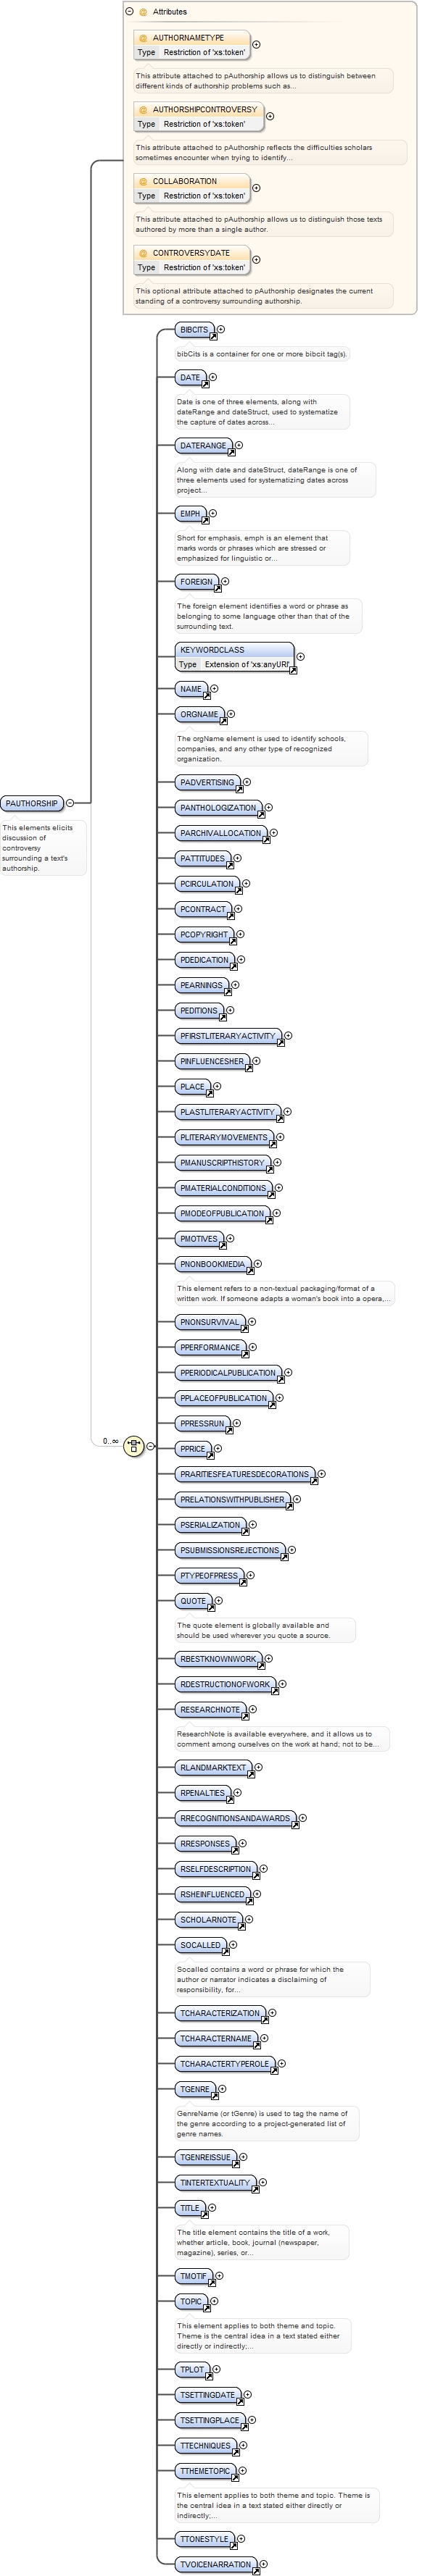 Attributes
AUTHORNAMETYPE
Type Restriction of 'xs:token'
This attribute attached to pAuthorship allows us to distinguish between
different kinds of authorship problems such as...
AUTHORSHIPCONTROVERSY
Type Restriction of 'xs:token'
This attribute attached to pAuthorship reflects the difficulties scholars
sometimes encounter when trying to identify...
COLLABORATION
Type Restriction of 'xs:token'
This attribute attached to pAuthorship allows us to distinguish those texts
authored by more than a single author.
CONTROVERSYDATE
Type Restriction of 'xs:token'
This optional attribute attached to pAuthorship designates the current
standing of a controversy surrounding authorship.
PAUTHORSHIP
This elements elicits
discussion of
controversy
surrounding a text's
authorship.
0..∞
BIBCITS
bibCits is a container for one or more bibcit tag(s).
DATE
Date is one of three elements, along with
dateRange and dateStruct, used to systematize
the capture of dates across...
DATERANGE
Along with date and dateStruct, dateRange is one of
three elements used for systematizing dates across
project...
EMPH
Short for emphasis, emph is an element that
marks words or phrases which are stressed or
emphasized for linguistic or...
FOREIGN
The foreign element identifies a word or phrase as
belonging to some language other than that of the
surrounding text.
KEYWORDCLASS
Type Extension of 'xs:anyURI'
NAME
ORGNAME
The orgName element is used to identify schools,
companies, and any other type of recognized
organization.
PADVERTISING
PANTHOLOGIZATION
PARCHIVALLOCATION
PATTITUDES
PCIRCULATION
PCONTRACT
PCOPYRIGHT
PDEDICATION
PEARNINGS
PEDITIONS
PFIRSTLITERARYACTIVITY
PINFLUENCESHER
PLACE
PLASTLITERARYACTIVITY
PLITERARYMOVEMENTS
PMANUSCRIPTHISTORY
PMATERIALCONDITIONS
PMODEOFPUBLICATION
PMOTIVES
PNONBOOKMEDIA
This element refers to a non-textual packaging/format of a
written work. If someone adapts a woman's book into a opera,...
PNONSURVIVAL
PPERFORMANCE
PPERIODICALPUBLICATION
PPLACEOFPUBLICATION
PPRESSRUN
PPRICE
PRARITIESFEATURESDECORATIONS
PRELATIONSWITHPUBLISHER
PSERIALIZATION
PSUBMISSIONSREJECTIONS
PTYPEOFPRESS
QUOTE
The quote element is globally available and
should be used wherever you quote a source.
RBESTKNOWNWORK
RDESTRUCTIONOFWORK
RESEARCHNOTE
ResearchNote is available everywhere, and it allows us to
comment among ourselves on the work at hand; not to be...
RLANDMARKTEXT
RPENALTIES
RRECOGNITIONSANDAWARDS
RRESPONSES
RSELFDESCRIPTION
RSHEINFLUENCED
SCHOLARNOTE
SOCALLED
Socalled contains a word or phrase for which the
author or narrator indicates a disclaiming of
responsibility, for...
TCHARACTERIZATION
TCHARACTERNAME
TCHARACTERTYPEROLE
TGENRE
GenreName (or tGenre) is used to tag the name of
the genre according to a project-generated list of
genre names.
TGENREISSUE
TINTERTEXTUALITY
TITLE
The title element contains the title of a work,
whether article, book, journal (newspaper,
magazine), series, or...
TMOTIF
TOPIC
This element applies to both theme and topic.
Theme is the central idea in a text stated either
directly or indirectly;...
TPLOT
TSETTINGDATE
TSETTINGPLACE
TTECHNIQUES
TTHEMETOPIC
This element applies to both theme and topic. Theme is
the central idea in a text stated either directly or
indirectly;...
TTONESTYLE
TVOICENARRATION